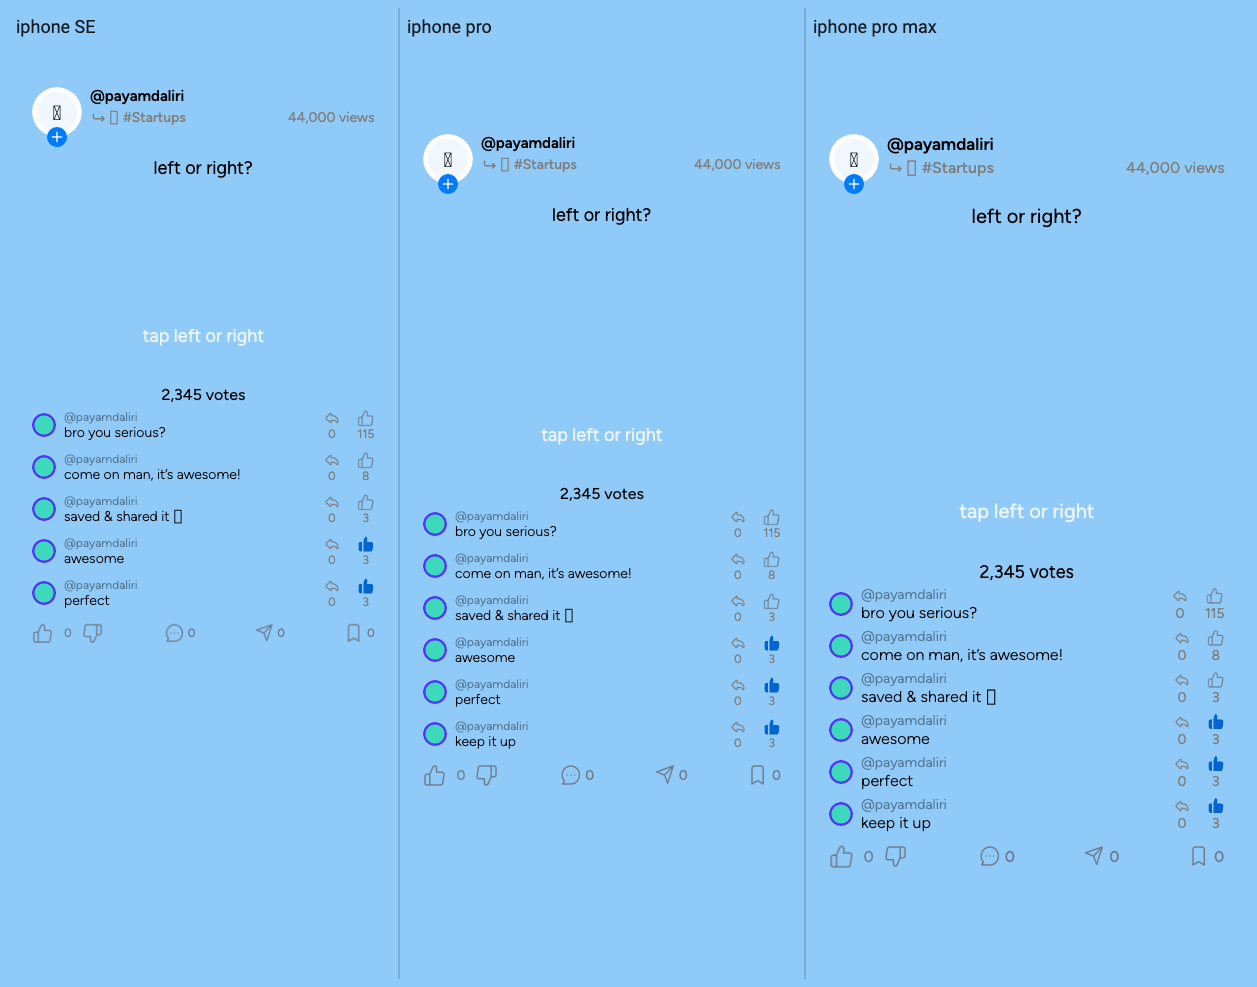 iphone SE
@payamdaliri
#Startups
44,000 views
left or right?
tap left or right
2,345 votes
@payamdaliri
bro you serious?
0 115
@payamdaliri
come on man, it's awesome!
0 8
@payamdaliri
saved & shared it
0 3
@payamdaliri
awesome
0 3
@payamdaliri
perfect
0 3
0 0 0 0
iphone pro
@payamdaliri
#Startups
44,000 views
left or right?
tap left or right
2,345 votes
@payamdaliri
bro you serious?
0 115
@payamdaliri
come on man, it's awesome!
0 8
@payamdaliri
saved & shared it
0 3
@payamdaliri
awesome
0 3
@payamdaliri
perfect
0 3
@payamdaliri
keep it up
0 3
0 0 0 0
iphone pro max
@payamdaliri
#Startups
44,000 views
left or right?
tap left or right
2,345 votes
@payamdaliri
bro you serious?
0 115
@payamdaliri
come on man, it's awesome!
0 8
@payamdaliri
saved & shared it
0 3
@payamdaliri
awesome
0 3
@payamdaliri
perfect
0 3
@payamdaliri
keep it up
0 3
0 0 0 0